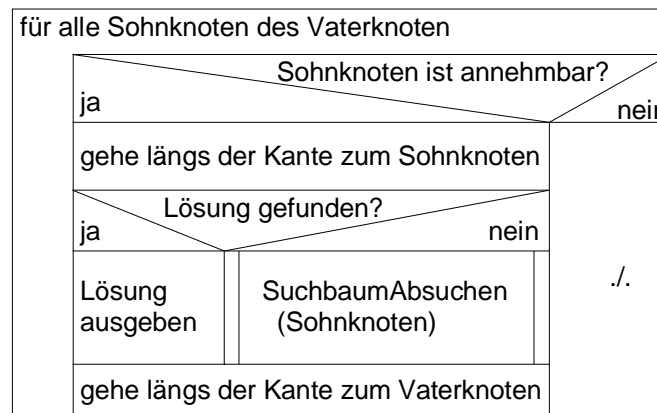 für alle Sohnknoten des Vaterknoten
Sohnknoten ist annehmbar?
ja
nein
gehe längs der Kante zum Sohnknoten
Lösung gefunden?
ja
nein
Lösung
ausgeben
SuchbaumAbsuchen
(Sohnknoten)
./.
gehe längs der Kante zum Vaterknoten